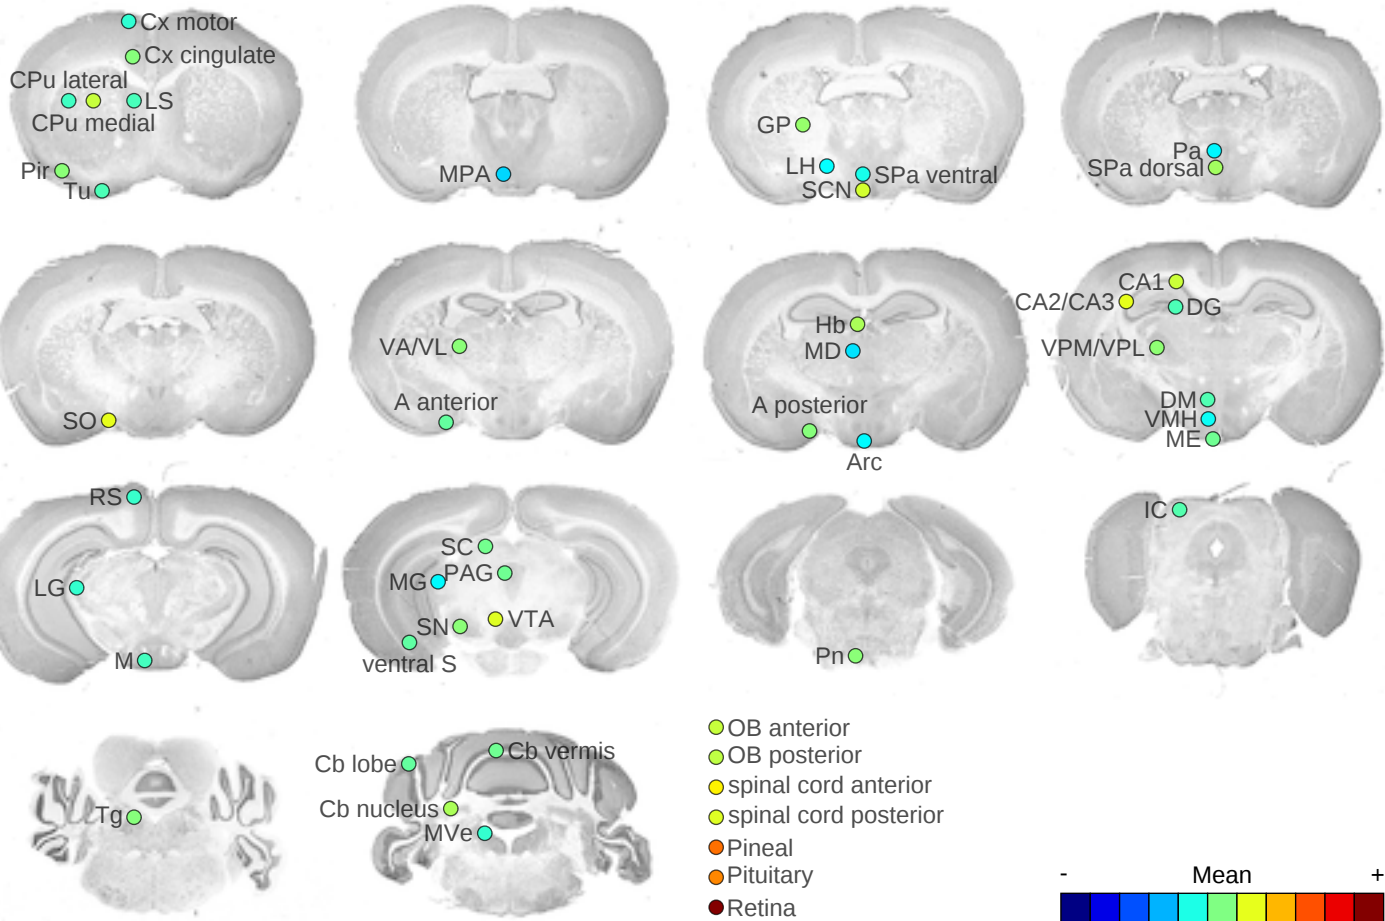 Cx motor
Cx cingulate
CPu lateral
LS
CPu medial
Pir
Tu
MPA
GP
LH
SPa ventral
SCN
Pa
SPa dorsal
SO
VA/VL
A anterior
Hb
MD
A posterior
Arc
CA1
CA2/CA3
DG
VPM/VPL
DM
VMH
ME
RS
LG
M
SC
MG
PAG
SN
VTA
ventral S
Pn
IC
Tg
Cb lobe
Cb vermis
Cb nucleus
MVe
OB anterior
OB posterior
spinal cord anterior
spinal cord posterior
Pineal
Pituitary
Retina
- Mean +